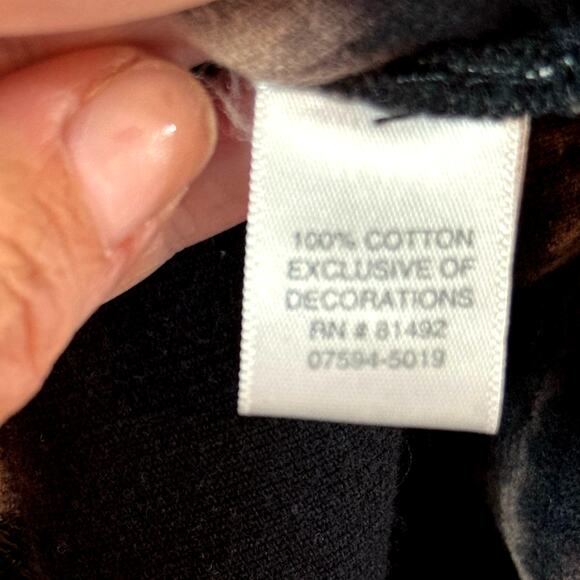 100% COTTON
EXCLUSIVE OF
DECORATIONS
RN # 81492
07594-5019